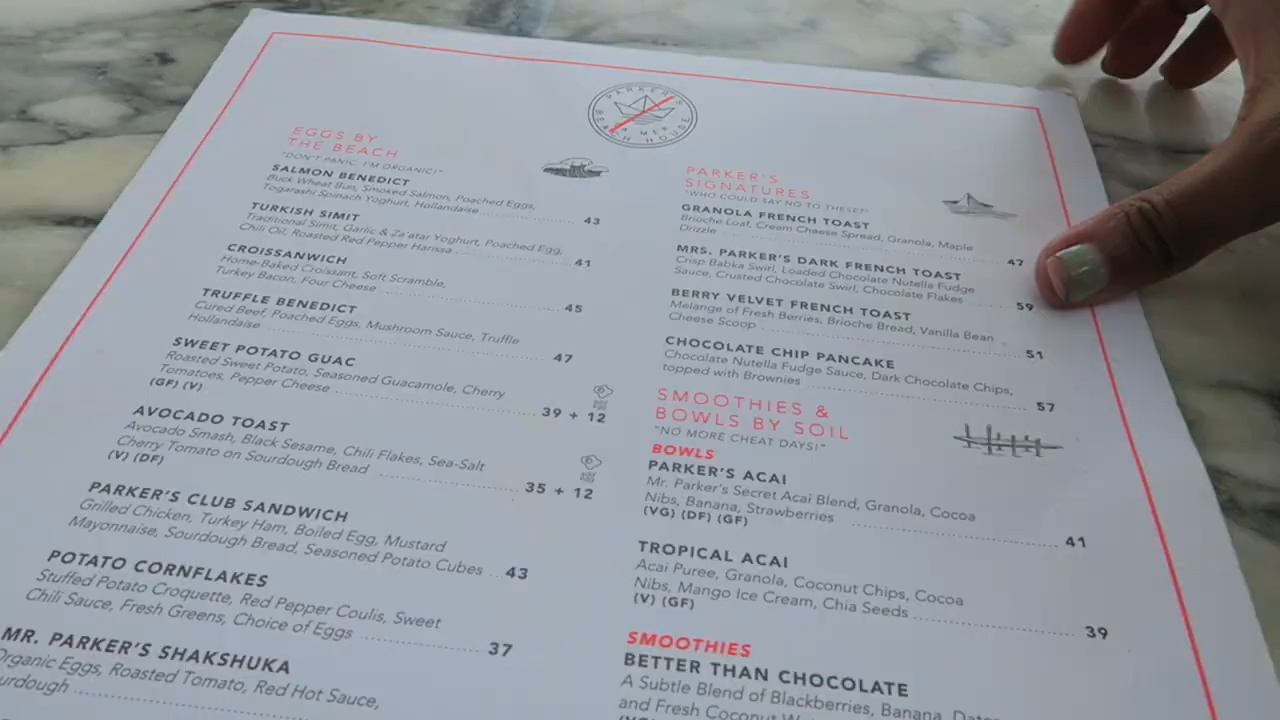 PARKER'S
LA MER
BEACH HOUSE
EGGS BY
THE BEACH
"DON'T PANIC, I'M ORGANIC!"
SALMON BENEDICT
Buck Wheat Bun, Smoked Salmon, Poached Eggs,
Togarashi Spinach Yoghurt, Hollandaise 43
TURKISH SIMIT
Traditional Simit, Garlic & Za'atar Yoghurt, Poached Egg,
Chili Oil, Roasted Red Pepper Harissa 41
CROISSANWICH
Home-Baked Croissant, Soft Scramble,
Turkey Bacon, Four Cheese 45
TRUFFLE BENEDICT
Cured Beef, Poached Eggs, Mushroom Sauce, Truffle
Hollandaise 47
SWEET POTATO GUAC
Roasted Sweet Potato, Seasoned Guacamole, Cherry
Tomatoes, Pepper Cheese 39 + 12
(GF) (V)
AVOCADO TOAST
Avocado Smash, Black Sesame, Chili Flakes, Sea-Salt
Cherry Tomato on Sourdough Bread 35 + 12
(V) (DF)
PARKER'S CLUB SANDWICH
Grilled Chicken, Turkey Ham, Boiled Egg, Mustard
Mayonnaise, Sourdough Bread, Seasoned Potato Cubes 43
POTATO CORNFLAKES
Stuffed Potato Croquette, Red Pepper Coulis, Sweet
Chili Sauce, Fresh Greens, Choice of Eggs 37
MR. PARKER'S SHAKSHUKA
Organic Eggs, Roasted Tomato, Red Hot Sauce,
urdough
PARKER'S
SIGNATURES
"WHO COULD SAY NO TO THESE?"
GRANOLA FRENCH TOAST
Brioche Loaf, Cream Cheese Spread, Granola, Maple
Drizzle 47
MRS. PARKER'S DARK FRENCH TOAST
Crisp Babka Swirl, Loaded Chocolate Nutella Fudge
Sauce, Crusted Chocolate Swirl, Chocolate Flakes 59
BERRY VELVET FRENCH TOAST
Melange of Fresh Berries, Brioche Bread, Vanilla Bean
Cheese Scoop 51
CHOCOLATE CHIP PANCAKE
Chocolate Nutella Fudge Sauce, Dark Chocolate Chips,
topped with Brownies 57
SMOOTHIES &
BOWLS BY SOIL
"NO MORE CHEAT DAYS!"
BOWLS
PARKER'S ACAI
Mr. Parker's Secret Acai Blend, Granola, Cocoa
Nibs, Banana, Strawberries 41
(VG) (DF) (GF)
TROPICAL ACAI
Acai Puree, Granola, Coconut Chips, Cocoa
Nibs, Mango Ice Cream, Chia Seeds 39
(V) (GF)
SMOOTHIES
BETTER THAN CHOCOLATE
A Subtle Blend of Blackberries, Banana, Dates
and Fresh Coconut